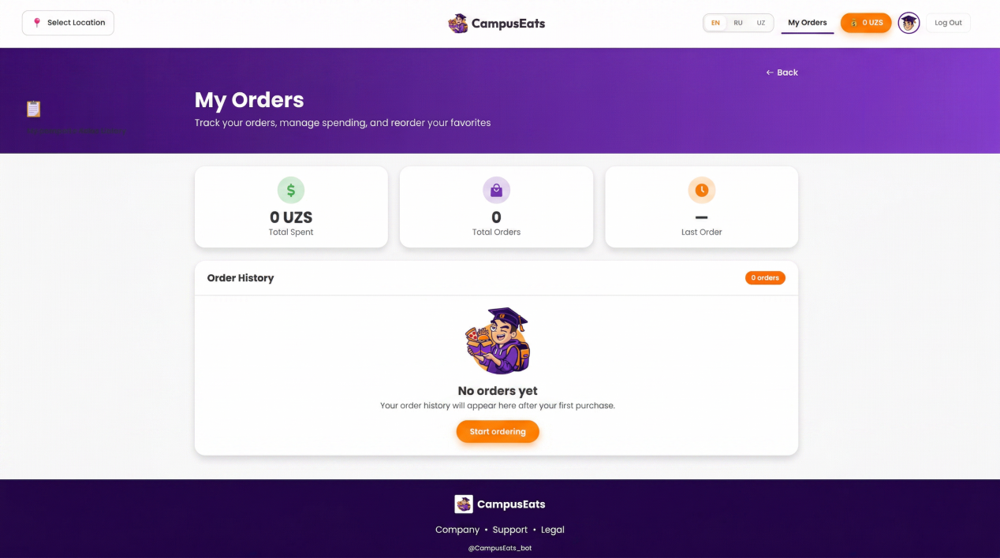 Select Location
CampusEats
EN RU UZ
My Orders
0 UZS
Log Out
← Back
My Orders
Track your orders, manage spending, and reorder your favorites
$
0 UZS
Total Spent
0
Total Orders
—
Last Order
Order History
0 orders
No orders yet
Your order history will appear here after your first purchase.
Start ordering
CampusEats
Company • Support • Legal
@CampusEats_bot